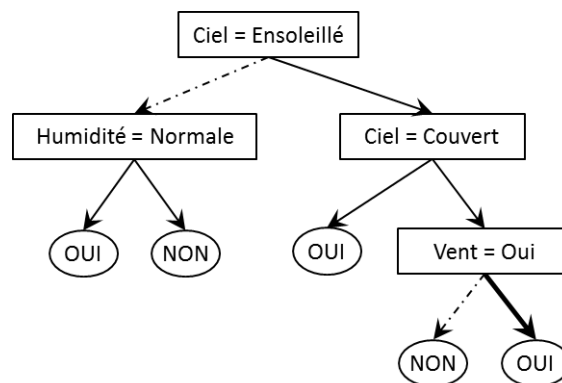 Ciel = Ensoleillé
Humidité = Normale
Ciel = Couvert
OUI
NON
OUI
Vent = Oui
NON
OUI